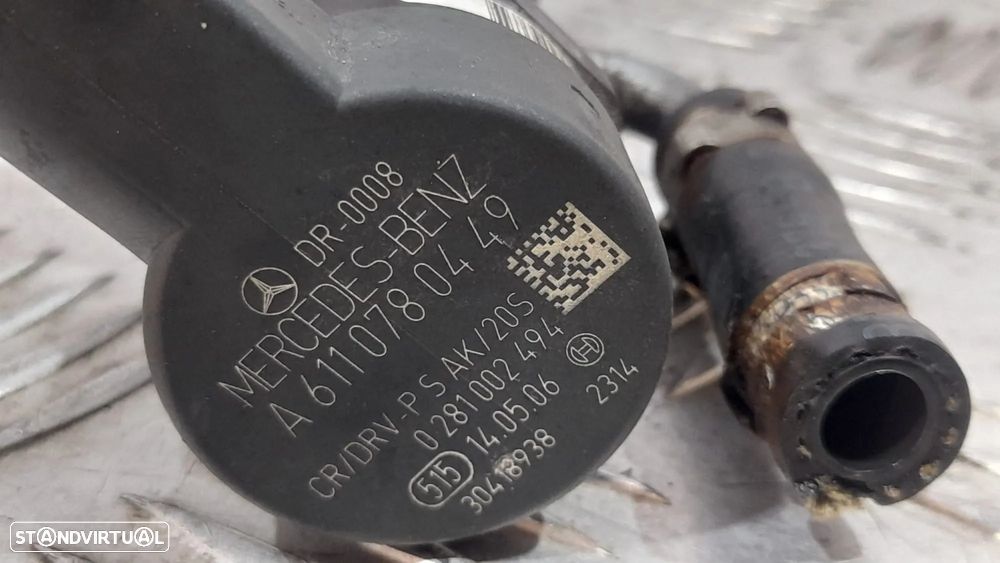 DR-0008
MERCEDES-BENZ
A 611 078 04 49
CR/DRV-P S AK/20S
0 281 002 494
515 14.05.06
30418938 2314
STANDVIRTUAL